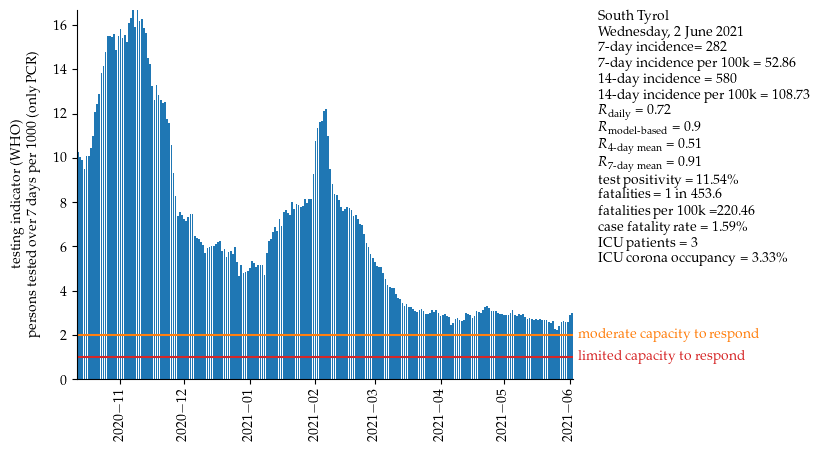 South Tyrol
Wednesday, 2 June 2021
7-day incidence= 282
7-day incidence per 100k = 52.86
14-day incidence = 580
14-day incidence per 100k = 108.73
R_daily = 0.72
R_model-based = 0.9
R_4-day mean = 0.51
R_7-day mean = 0.91
test positivity = 11.54%
fatalities = 1 in 453.6
fatalities per 100k =220.46
case fatality rate = 1.59%
ICU patients = 3
ICU corona occupancy = 3.33%
testing indicator (WHO)
persons tested over 7 days per 1000 (only PCR)
16
14
12
10
8
6
4
2
0
moderate capacity to respond
limited capacity to respond
2020−11
2020−12
2021−01
2021−02
2021−03
2021−04
2021−05
2021−06